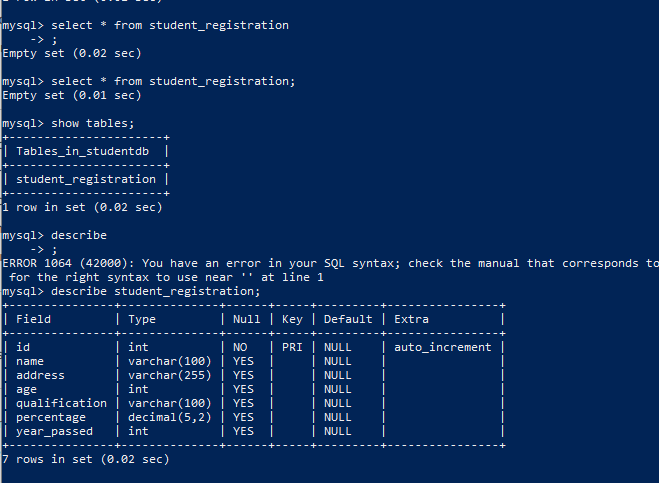 mysql> select * from student_registration
    -> ;
Empty set (0.02 sec)
mysql> select * from student_registration;
Empty set (0.01 sec)
mysql> show tables;
+----------------------+
| Tables_in_studentdb  |
+----------------------+
| student_registration |
+----------------------+
1 row in set (0.02 sec)
mysql> describe
    -> ;
ERROR 1064 (42000): You have an error in your SQL syntax; check the manual that corresponds to
 for the right syntax to use near '' at line 1
mysql> describe student_registration;
+---------------+--------------+------+-----+---------+----------------+
| Field         | Type         | Null | Key | Default | Extra          |
+---------------+--------------+------+-----+---------+----------------+
| id            | int          | NO   | PRI | NULL    | auto_increment |
| name          | varchar(100) | YES  |     | NULL    |                |
| address       | varchar(255) | YES  |     | NULL    |                |
| age           | int          | YES  |     | NULL    |                |
| qualification | varchar(100) | YES  |     | NULL    |                |
| percentage    | decimal(5,2) | YES  |     | NULL    |                |
| year_passed   | int          | YES  |     | NULL    |                |
+---------------+--------------+------+-----+---------+----------------+
7 rows in set (0.02 sec)